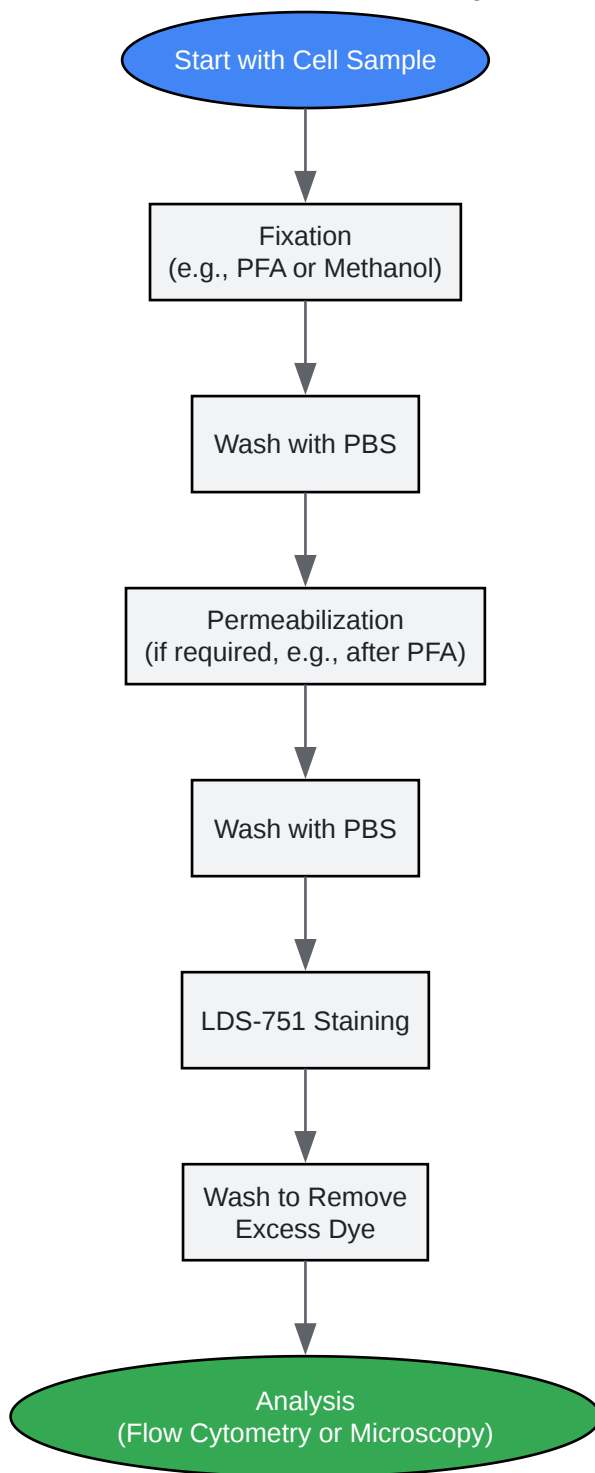 Start with Cell Sample
Fixation
(e.g., PFA or Methanol)
Wash with PBS
Permeabilization
(if required, e.g., after PFA)
Wash with PBS
LDS-751 Staining
Wash to Remove
Excess Dye
Analysis
(Flow Cytometry or Microscopy)